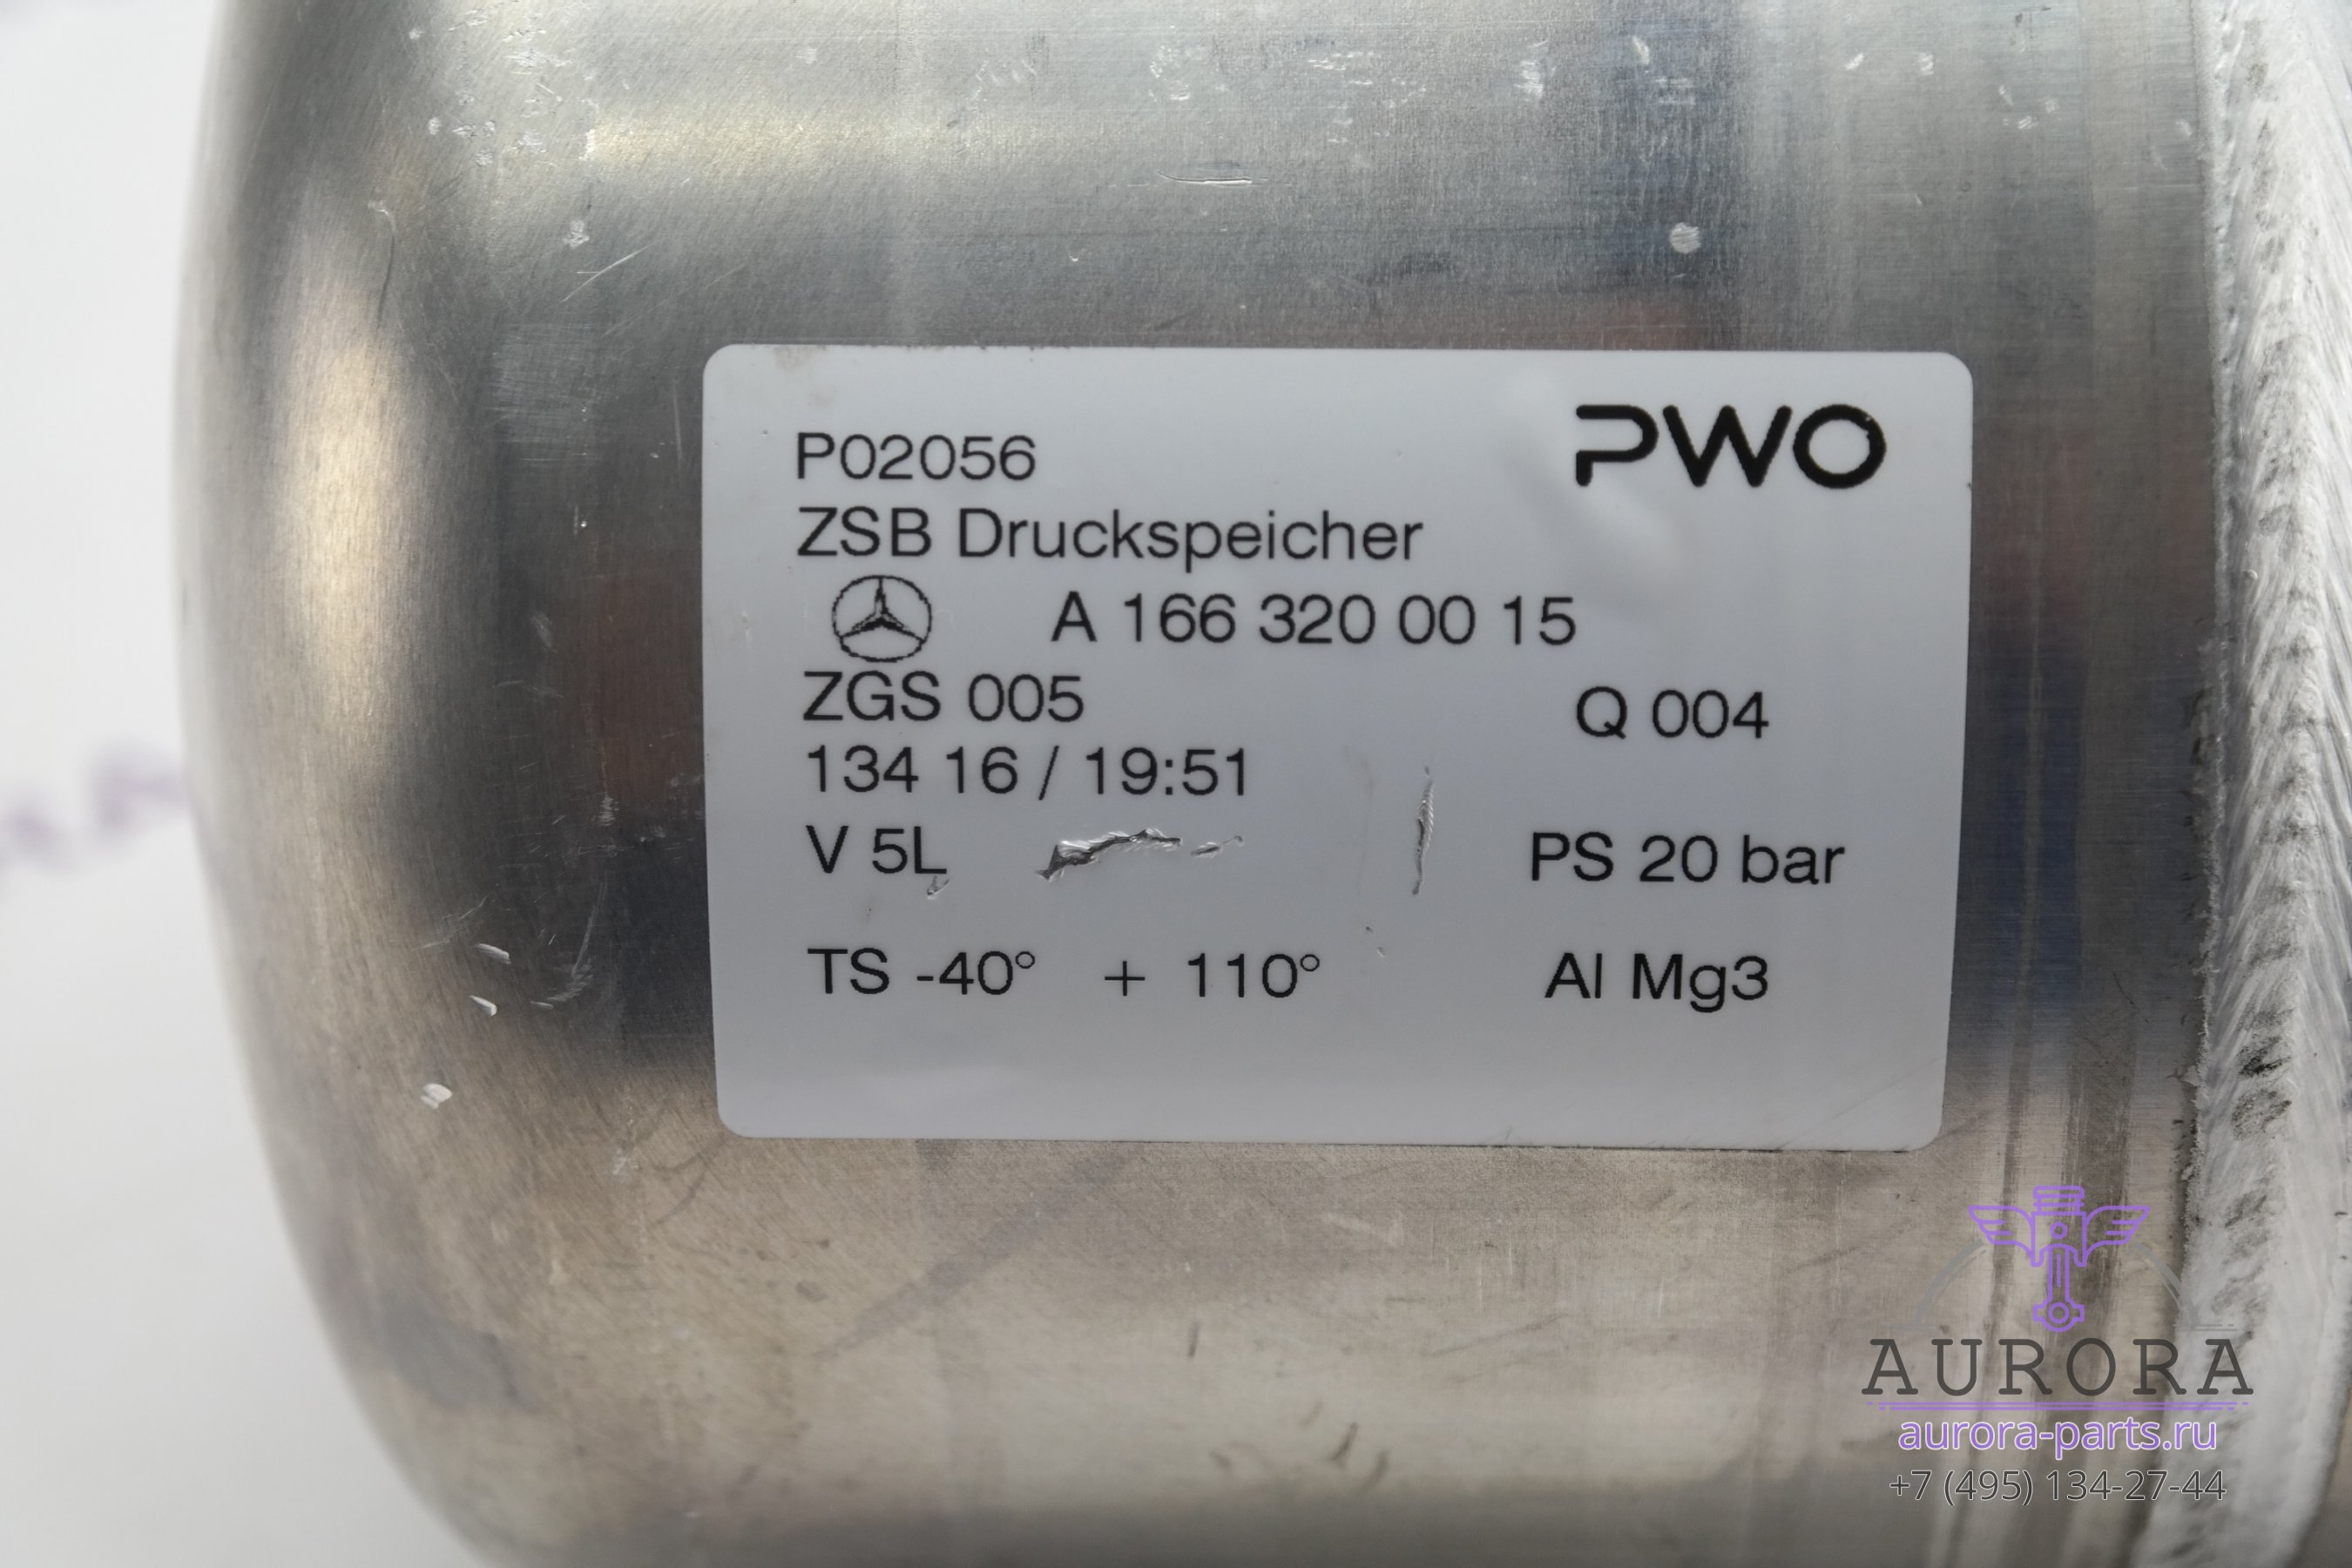 P02056
PWO
ZSB Druckspeicher
A 166 320 00 15
ZGS 005
Q 004
134 16 / 19:51
V 5L
PS 20 bar
TS -40° + 110°
Al Mg3
AURORA
aurora-parts.ru
+7 (495) 134-27-44